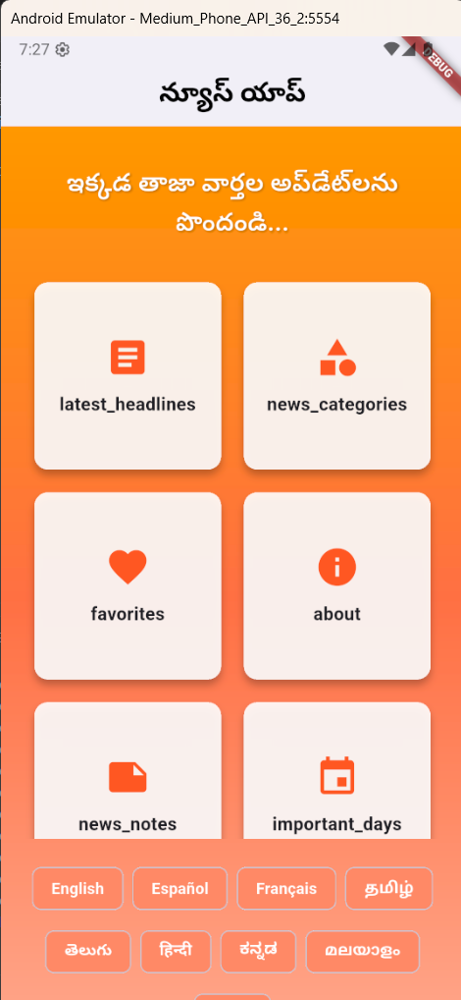 Android Emulator - Medium_Phone_API_36_2:5554
7:27
DEBUG
న్యూస్ యాప్
ఇక్కడ తాజా వార్తల అప్‌డేట్‌లను
పొందండి...
latest_headlines news_categories
favorites about
news_notes important_days
English Español Français தமிழ்
తెలుగు हिन्दी ಕನ್ನಡ മലയാളം